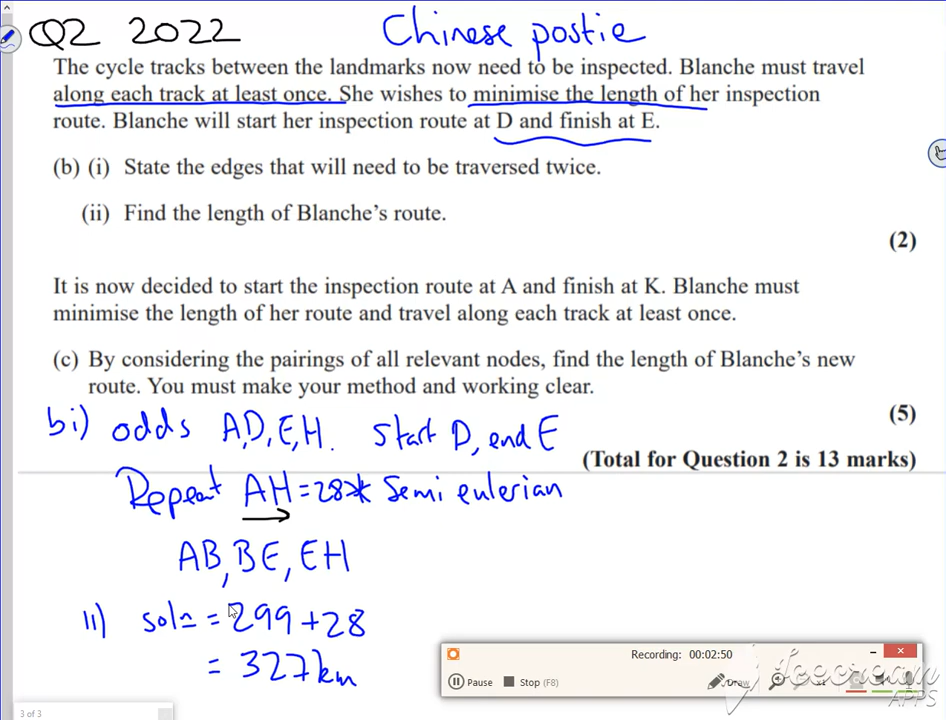 Q2 2022 Chinese postie
The cycle tracks between the landmarks now need to be inspected. Blanche must travel
along each track at least once. She wishes to minimise the length of her inspection
route. Blanche will start her inspection route at D and finish at E.
(b) (i) State the edges that will need to be traversed twice.
(ii) Find the length of Blanche's route.
(2)
It is now decided to start the inspection route at A and finish at K. Blanche must
minimise the length of her route and travel along each track at least once.
(c) By considering the pairings of all relevant nodes, find the length of Blanche's new
route. You must make your method and working clear.
(5)
bi) odds A,D,E,H. Start D, end E
(Total for Question 2 is 13 marks)
Repeat AH = 28* Semi eulerian
AB, BE, EH
ii) soln = 299 + 28
= 327km
Recording: 00:02:50
Pause Stop (F8) Draw
Icecream
APPS
3 of 3